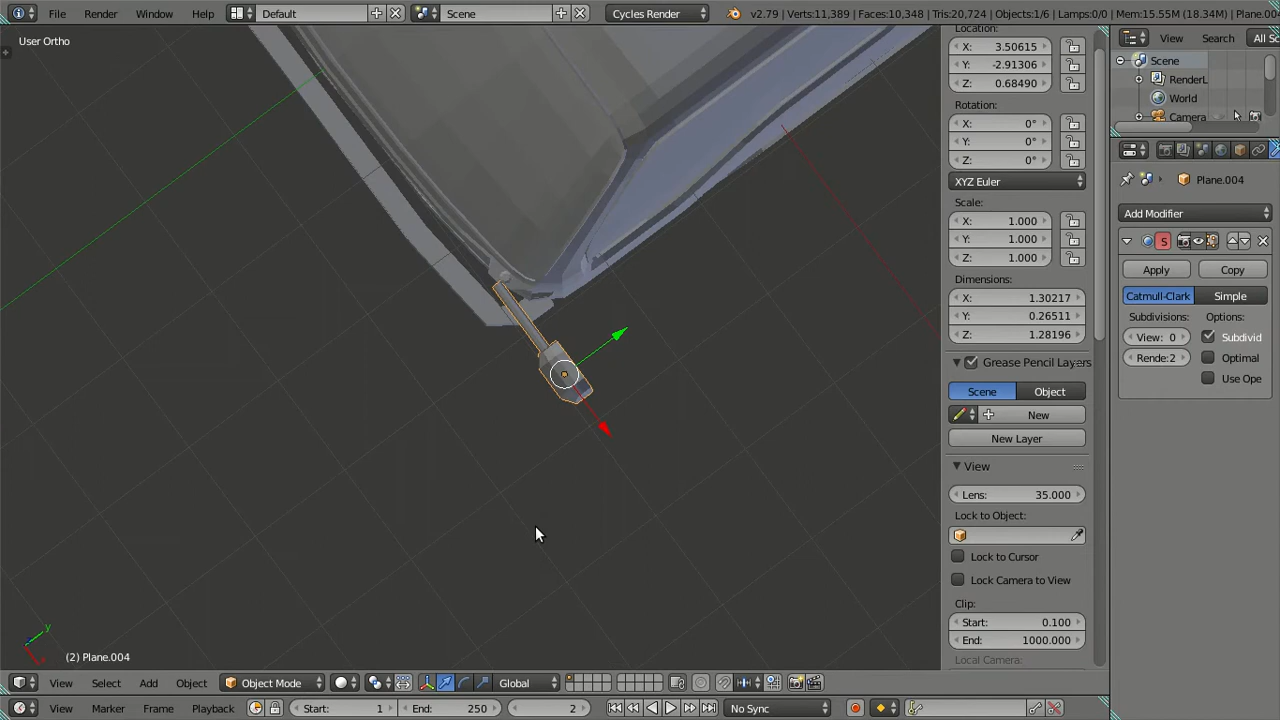 File Render Window Help Default Scene Cycles Render v2.79 | Verts:11,389 | Faces:10,348 | Tris:20,724 | Objects:1/6 | Lamps:0/0 | Mem:15.55M (18.34M) | Plane.004
User Ortho
Location:
X: 3.50615
Y: -2.91306
Z: 0.68490
Rotation:
X: 0°
Y: 0°
Z: 0°
XYZ Euler
Scale:
X: 1.000
Y: 1.000
Z: 1.000
Dimensions:
X: 1.30217
Y: 0.26511
Z: 1.28196
Grease Pencil Layers
Scene Object
New
New Layer
View
Lens: 35.000
Lock to Object:
Lock to Cursor
Lock Camera to View
Clip:
Start: 0.100
End: 1000.000
Local Camera:
View Search All Sc
Scene
RenderL
World
Camera
Plane.004
Add Modifier
S
Apply Copy
Catmull-Clark Simple
Subdivisions: Options:
View: 0 Subdivid
Rende:2 Optimal
Use Ope
y
x
(2) Plane.004
View Select Add Object Object Mode Global
View Marker Frame Playback Start: 1 End: 250 2 No Sync